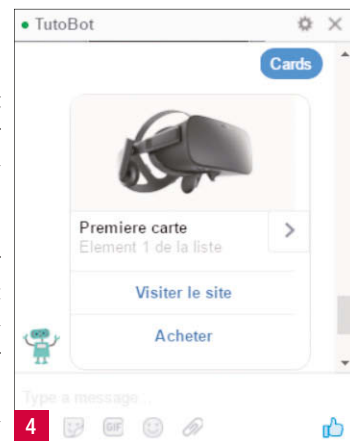 TutoBot
Cards
Premiere carte
Element 1 de la liste
Visiter le site
Acheter
Type a message...
4
GIF